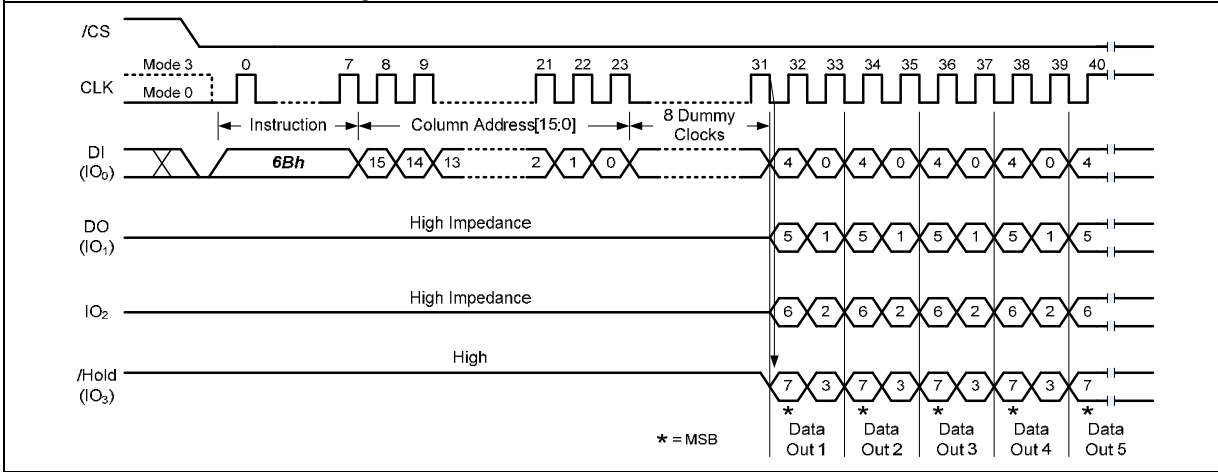 /CS
Mode 3 0 7 8 9 21 22 23 31 32 33 34 35 36 37 38 39 40
CLK
Mode 0
Instruction Column Address[15:0] 8 Dummy Clocks
DI
(IO₀)
6Bh 15 14 13 2 1 0 4 0 4 0 4 0 4 0 4
DO
(IO₁)
High Impedance 5 1 5 1 5 1 5 1 5
IO₂
High Impedance 6 2 6 2 6 2 6 2 6
/Hold
(IO₃)
High 7 3 7 3 7 3 7 3 7
* * * * *
* = MSB
Data Out 1
Data Out 2
Data Out 3
Data Out 4
Data Out 5